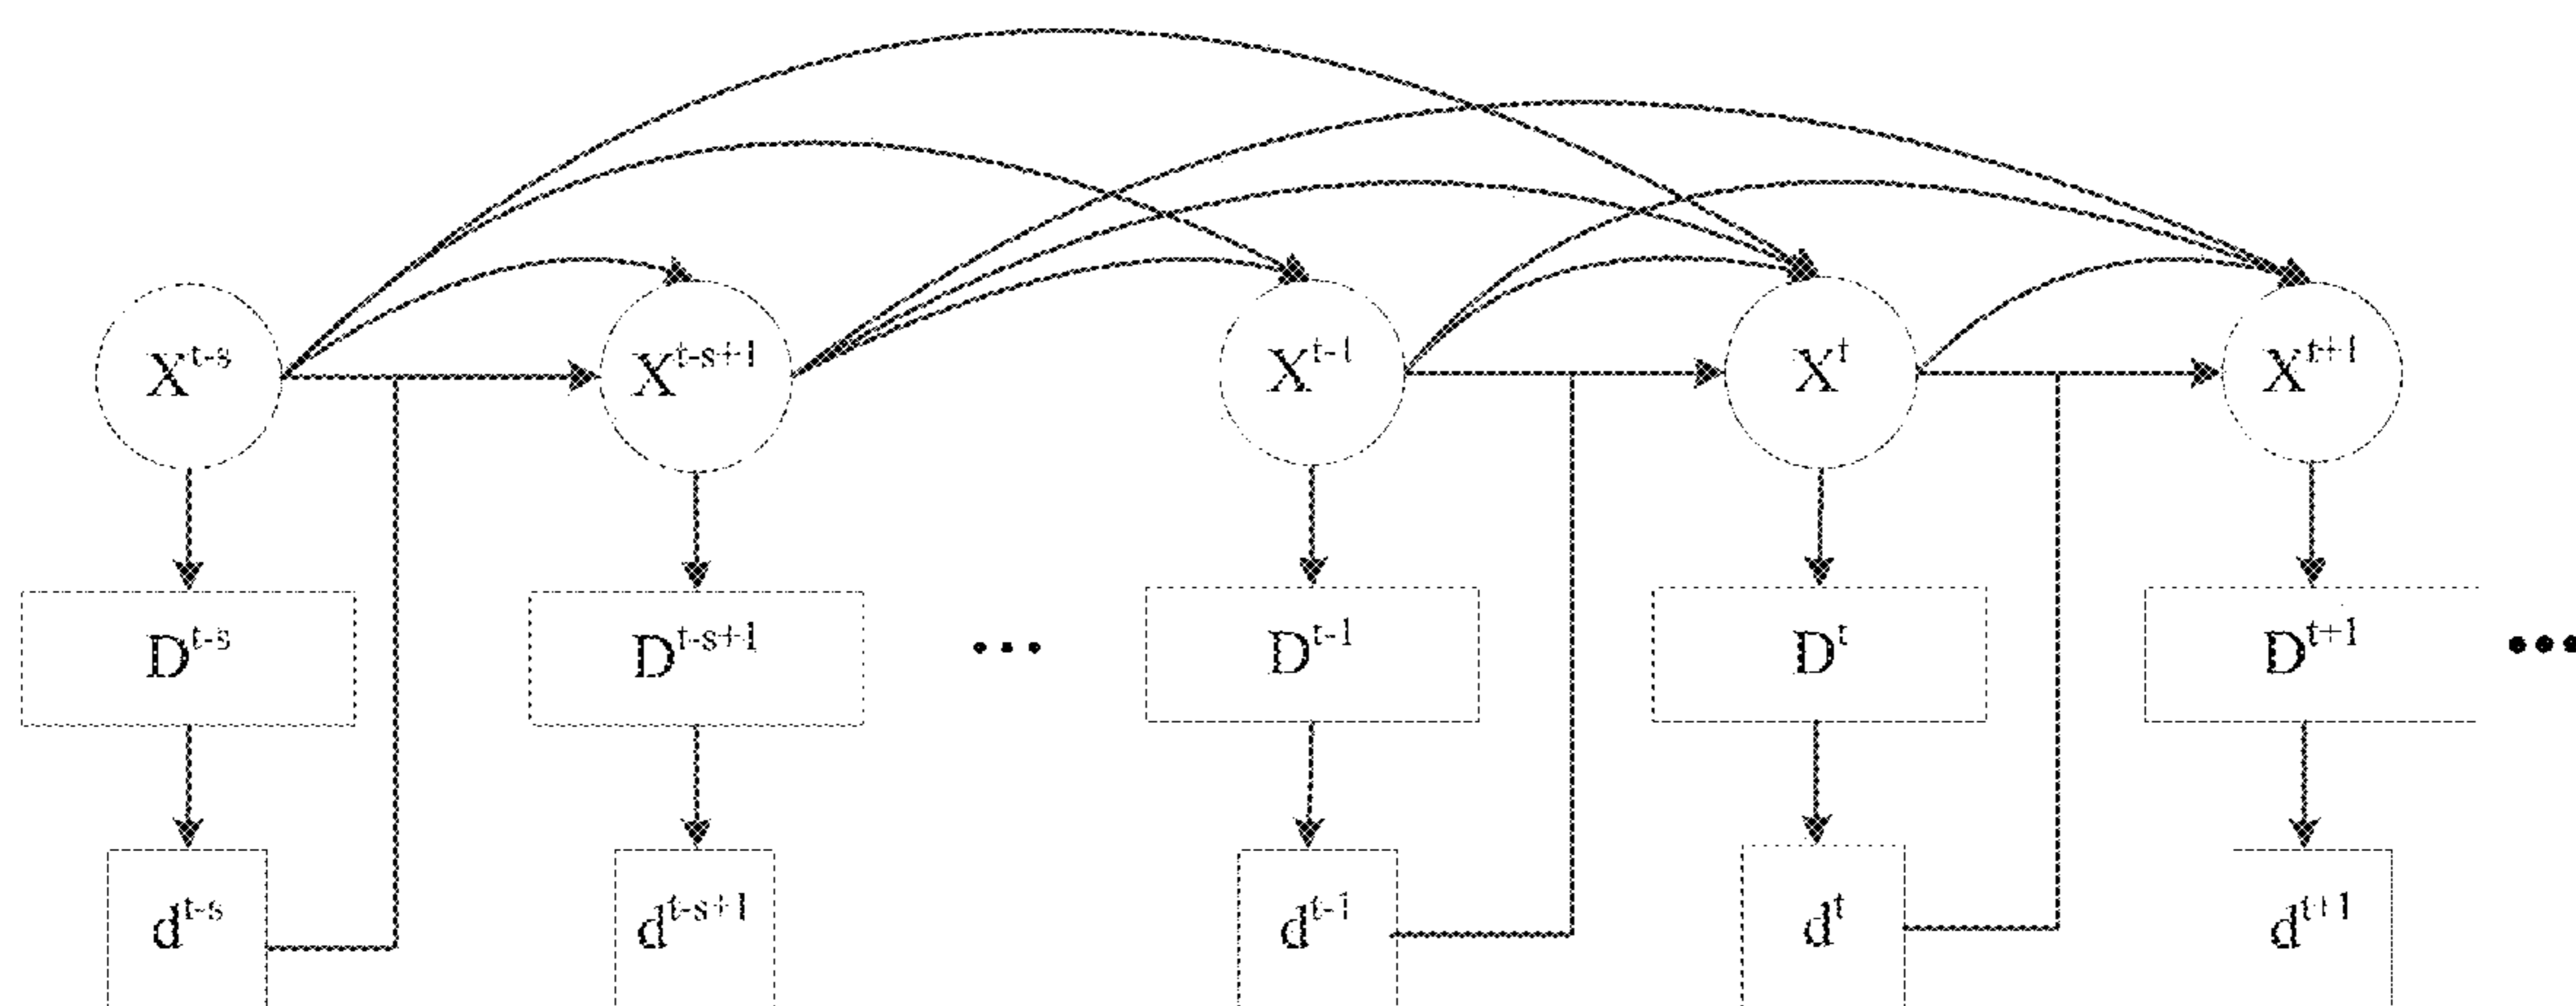 X^t-s X^t-s+1 X^t-1 X^t X^t+1
D^t-s D^t-s+1 ... D^t-1 D^t D^t+1 ...
d^t-s d^t-s+1 d^t-1 d^t d^t+1